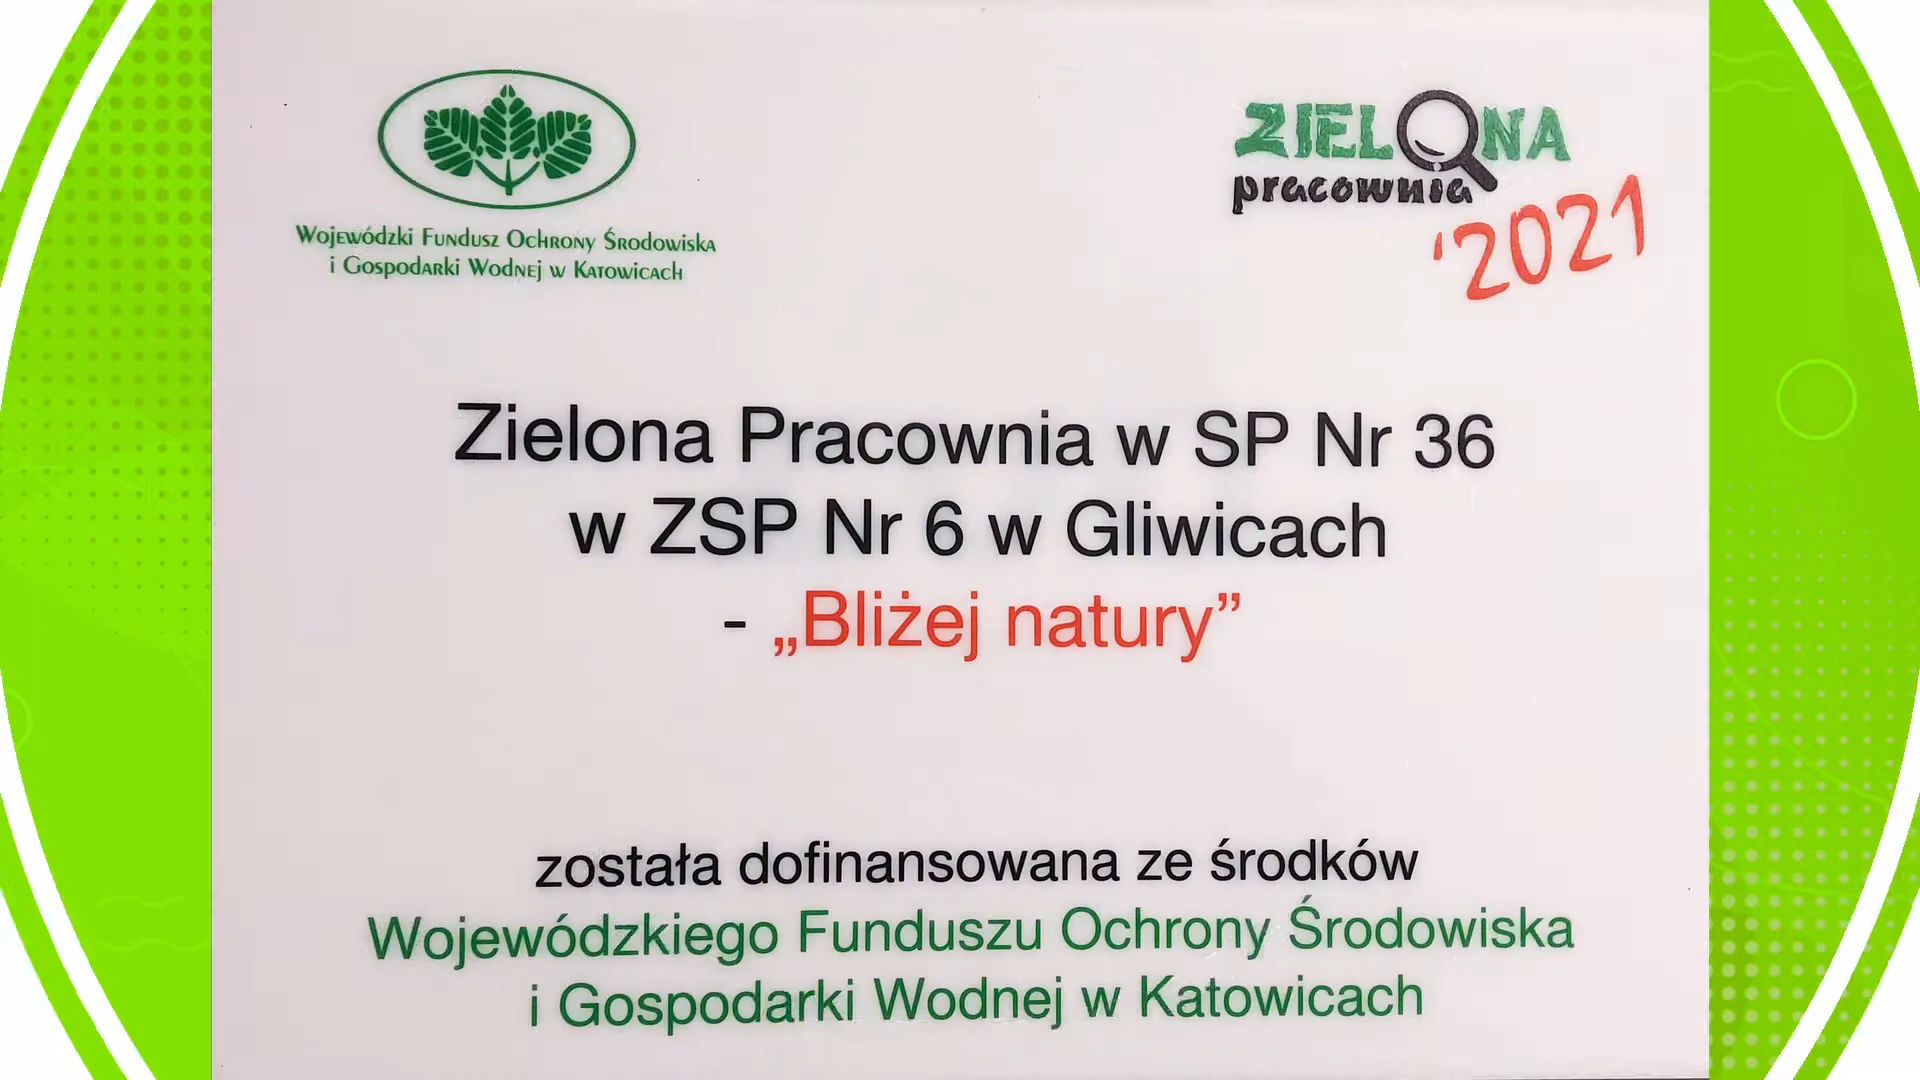 Wojewódzki Fundusz Ochrony Środowiska
i Gospodarki Wodnej w Katowicach
ZIELONA
pracownia
'2021
Zielona Pracownia w SP Nr 36
w ZSP Nr 6 w Gliwicach
- „Bliżej natury”
została dofinansowana ze środków
Wojewódzkiego Funduszu Ochrony Środowiska
i Gospodarki Wodnej w Katowicach